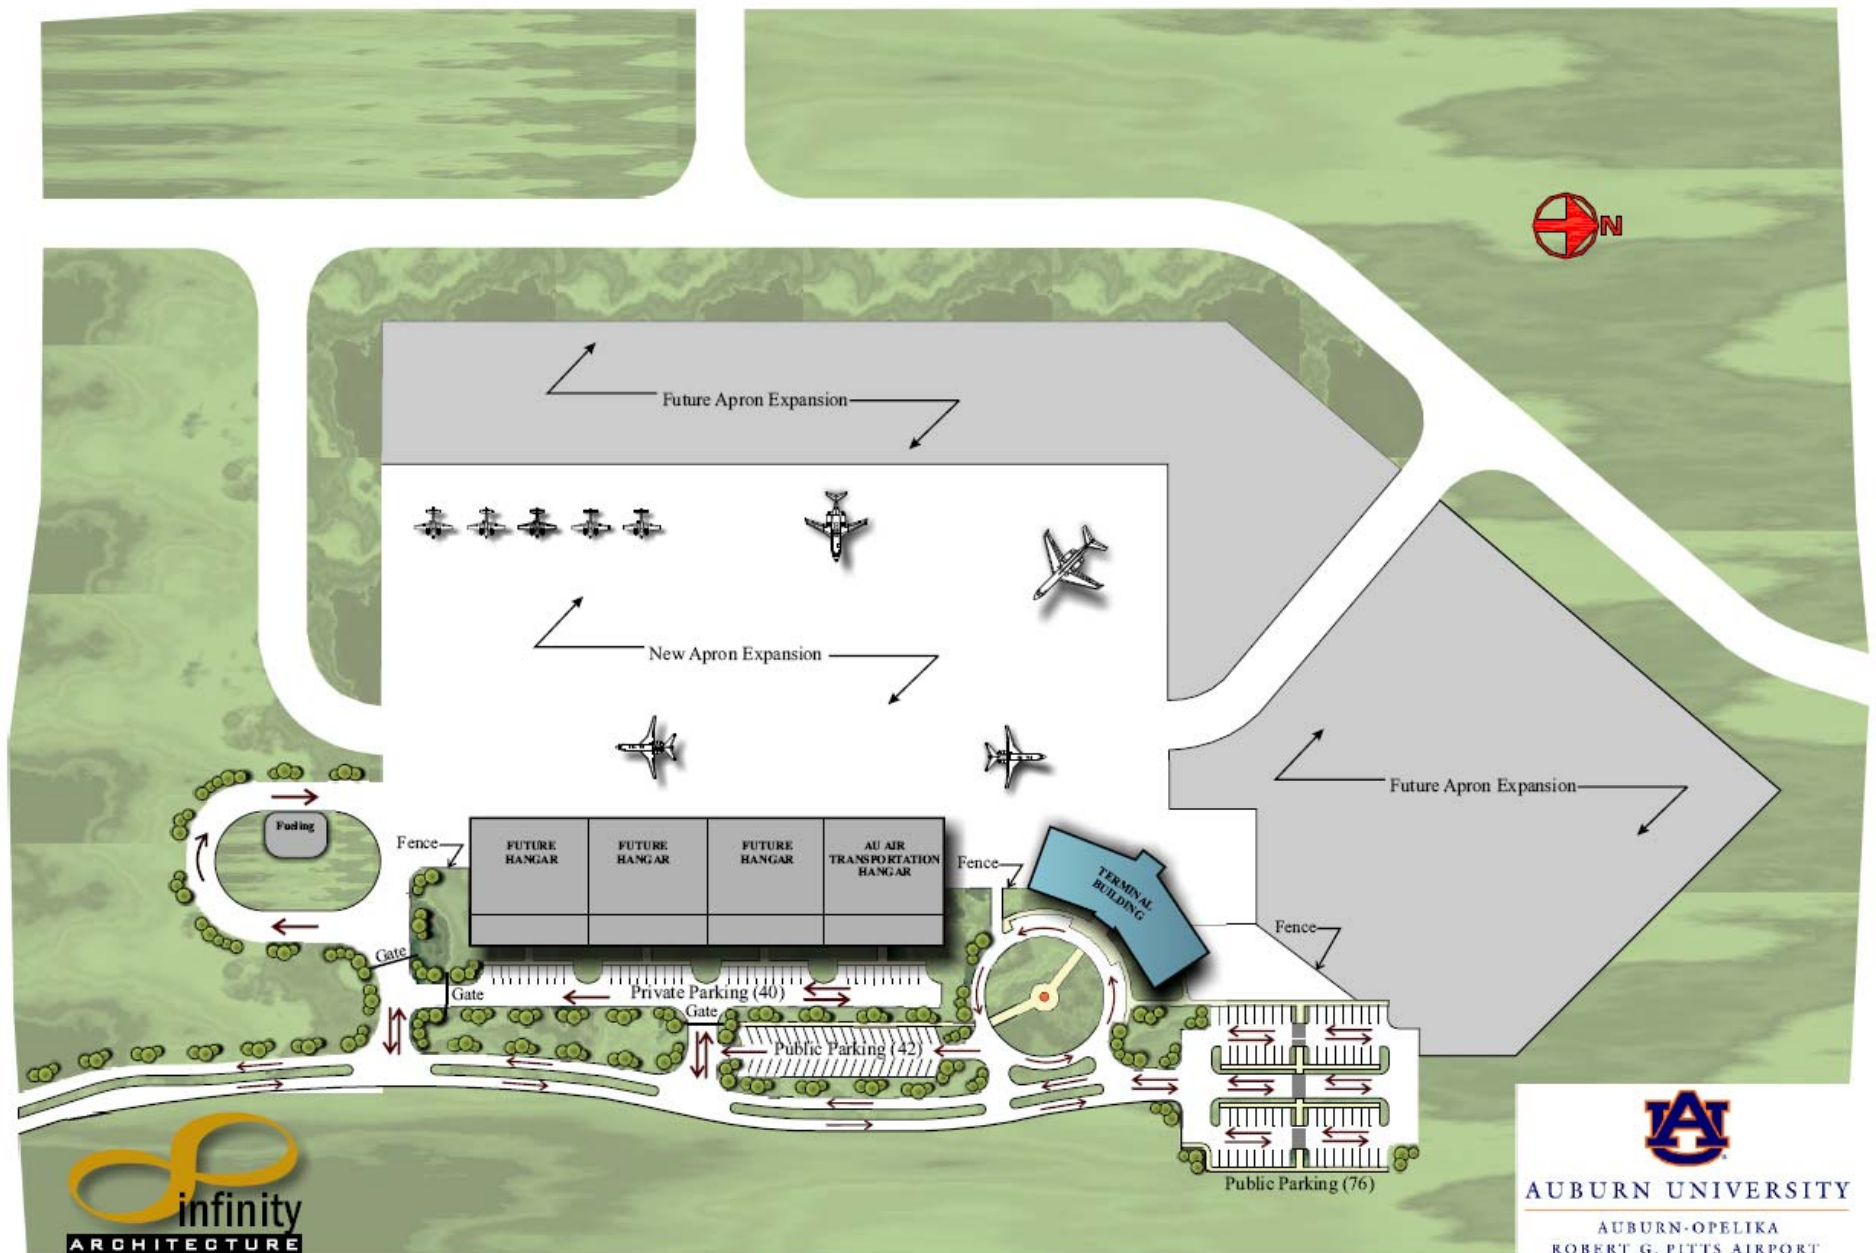 N
Future Apron Expansion
New Apron Expansion
Future Apron Expansion
Fueling
Fence
FUTURE
HANGAR
FUTURE
HANGAR
FUTURE
HANGAR
AU AIR
TRANSPORTATION
HANGAR
Fence
TERMINAL
BUILDING
Fence
Gate
Gate
Private Parking (40)
Gate
Public Parking (42)
Public Parking (76)
infinity
ARCHITECTURE
AU
AUBURN UNIVERSITY
AUBURN-OPELIKA
ROBERT G. PITTS AIRPORT